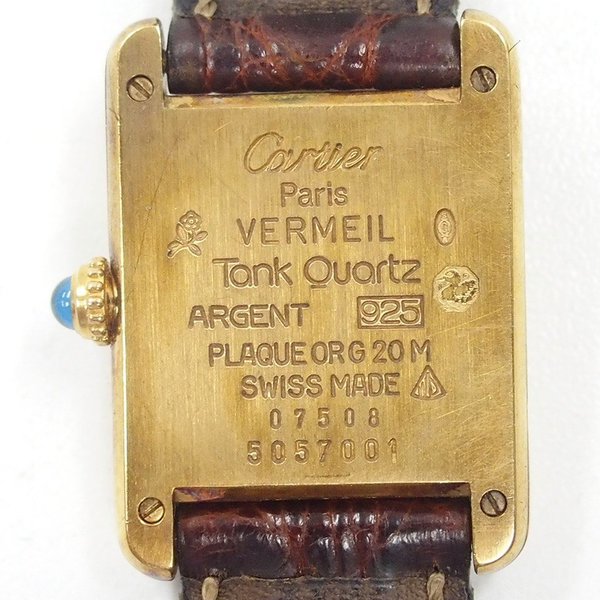 Cartier
Paris
VERMEIL
Tank Quartz
ARGENT 925
PLAQUE OR G 20 M
SWISS MADE
07508
5057001